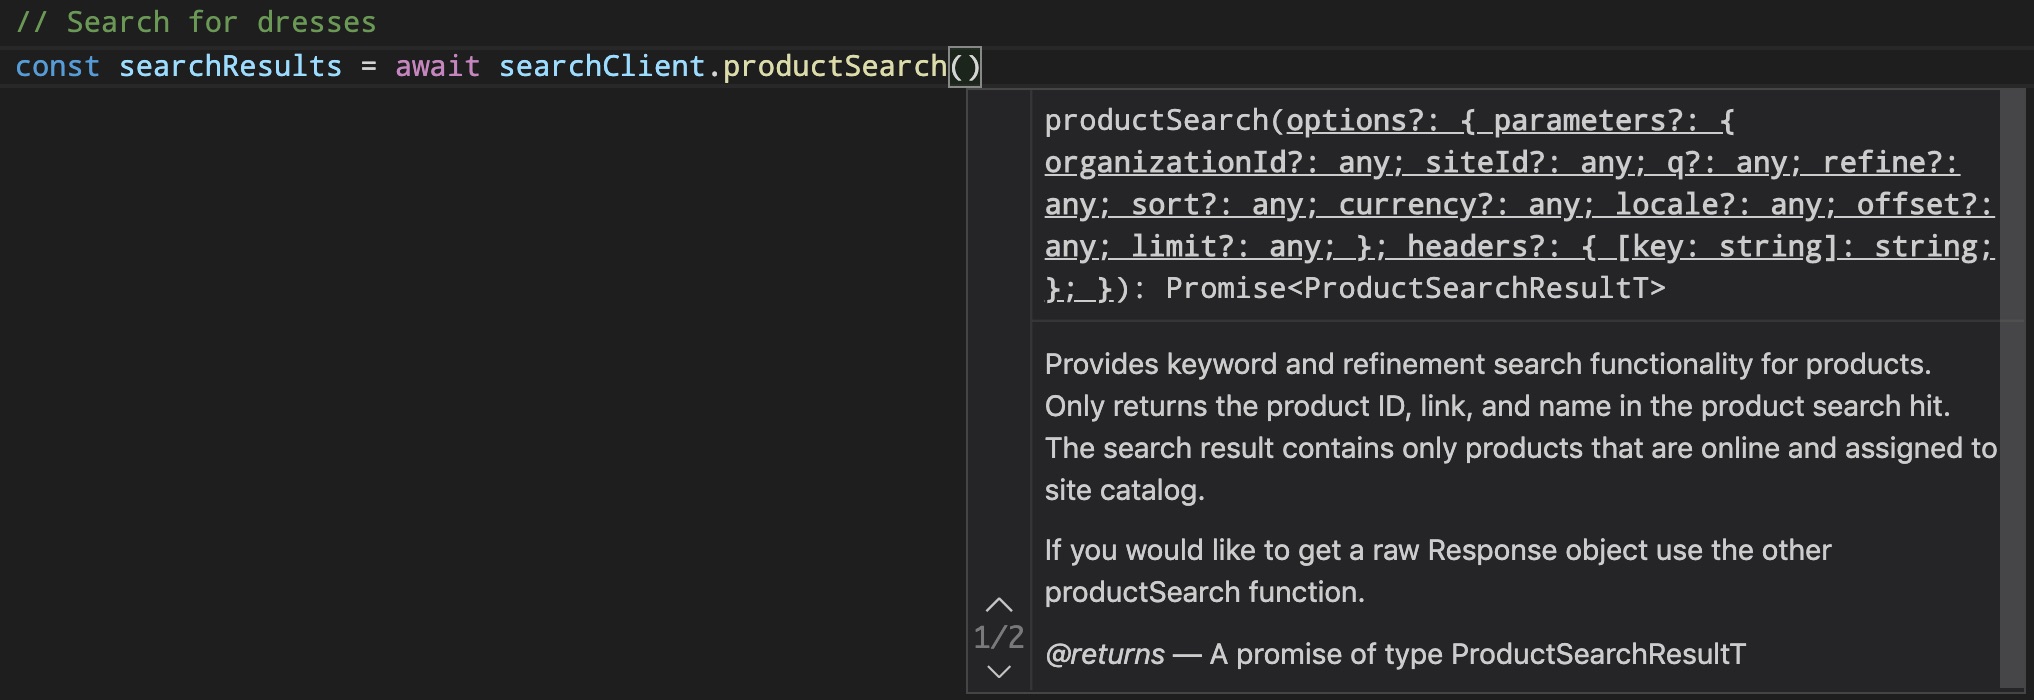 // Search for dresses
const searchResults = await searchClient.productSearch()
productSearch(options?: { parameters?: {
organizationId?: any; siteId?: any; q?: any; refine?:
any; sort?: any; currency?: any; locale?: any; offset?:
any; limit?: any; }; headers?: { [key: string]: string;
}; }): Promise<ProductSearchResultT>
Provides keyword and refinement search functionality for products.
Only returns the product ID, link, and name in the product search hit.
The search result contains only products that are online and assigned to
site catalog.
If you would like to get a raw Response object use the other
productSearch function.
1/2
@returns — A promise of type ProductSearchResultT